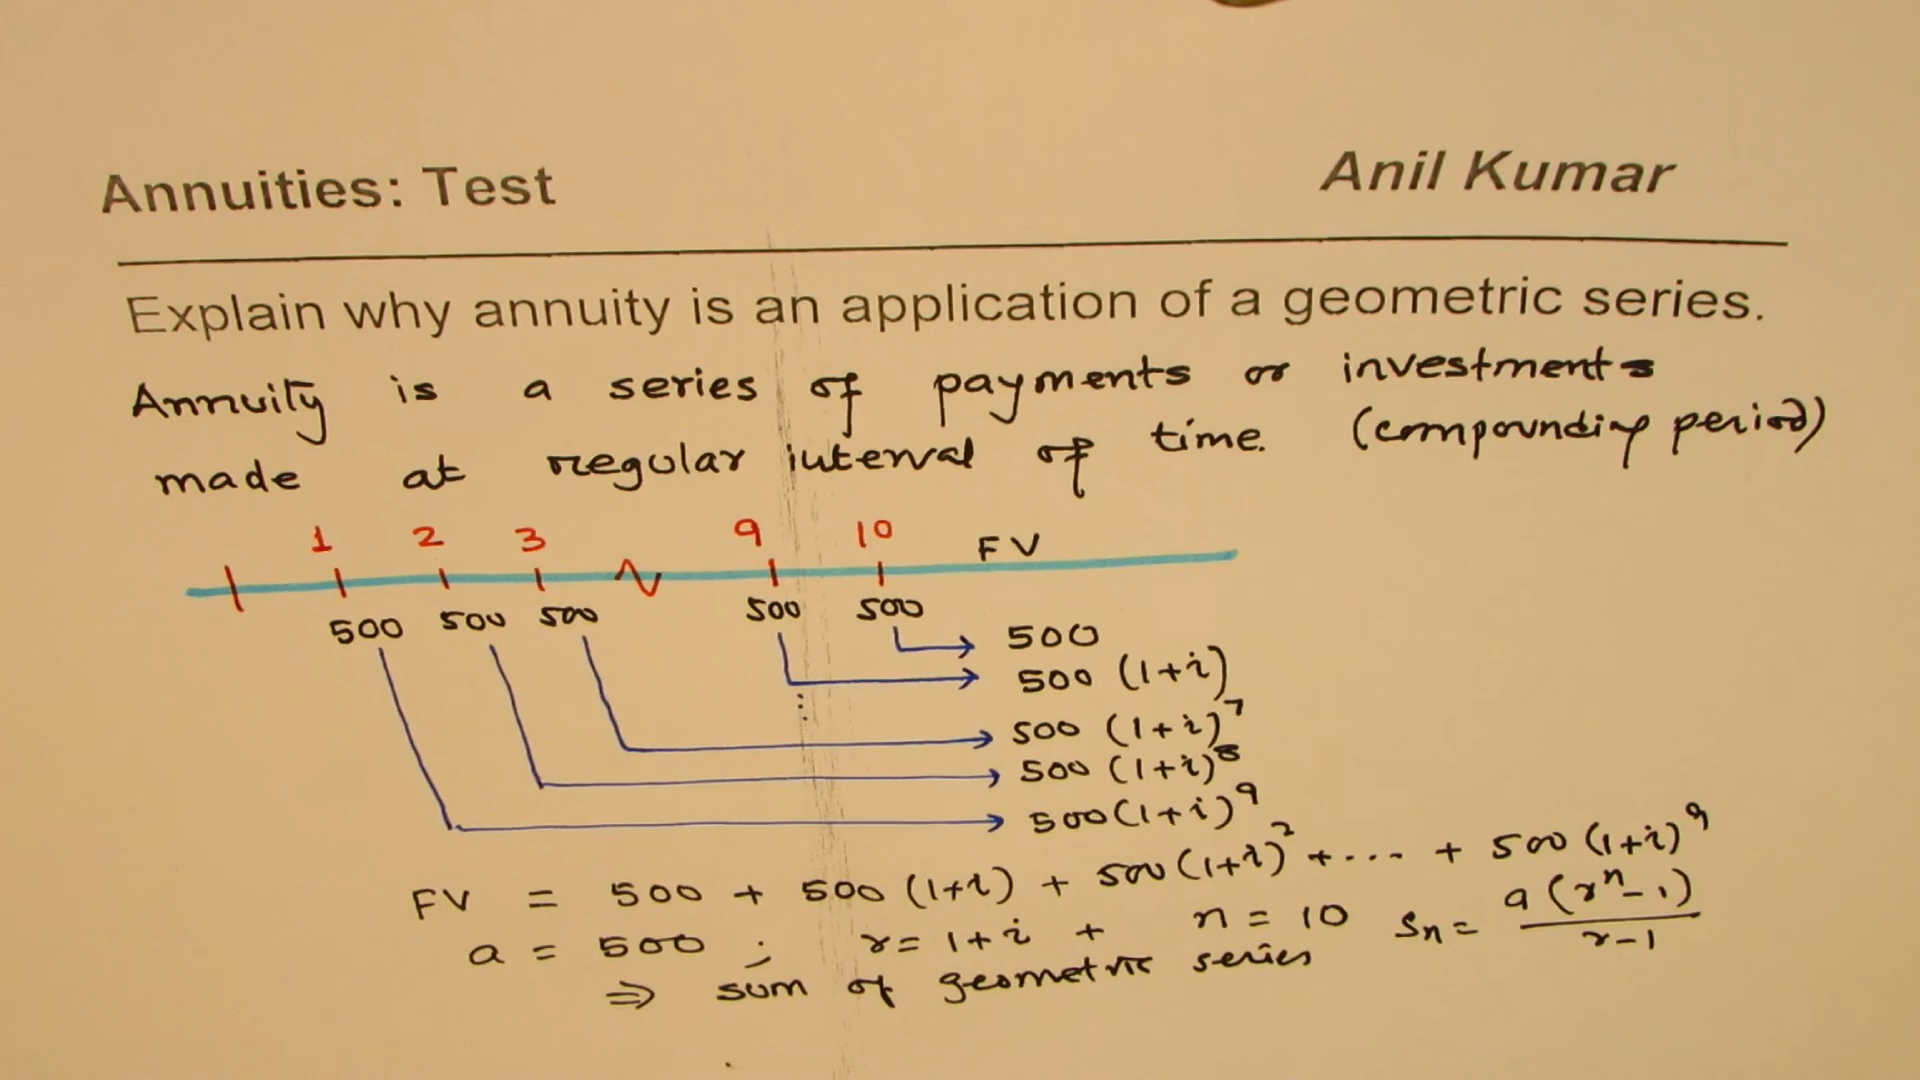 Annuities: Test Anil Kumar
Explain why annuity is an application of a geometric series.
Annuity is a series of payments or investments
made at regular interval of time. (compounding period)
1 2 3 9 10 FV
500 500 500 500 500
500
500 (1+i)
⋮
500 (1+i)^7
500 (1+i)^8
500(1+i)^9
FV = 500 + 500 (1+i) + 500 (1+i)^2 + .... + 500 (1+i)^9
a = 500 ; r = 1+i + n = 10 Sn = a (r^n - 1) / r-1
⇒ sum of geometric series